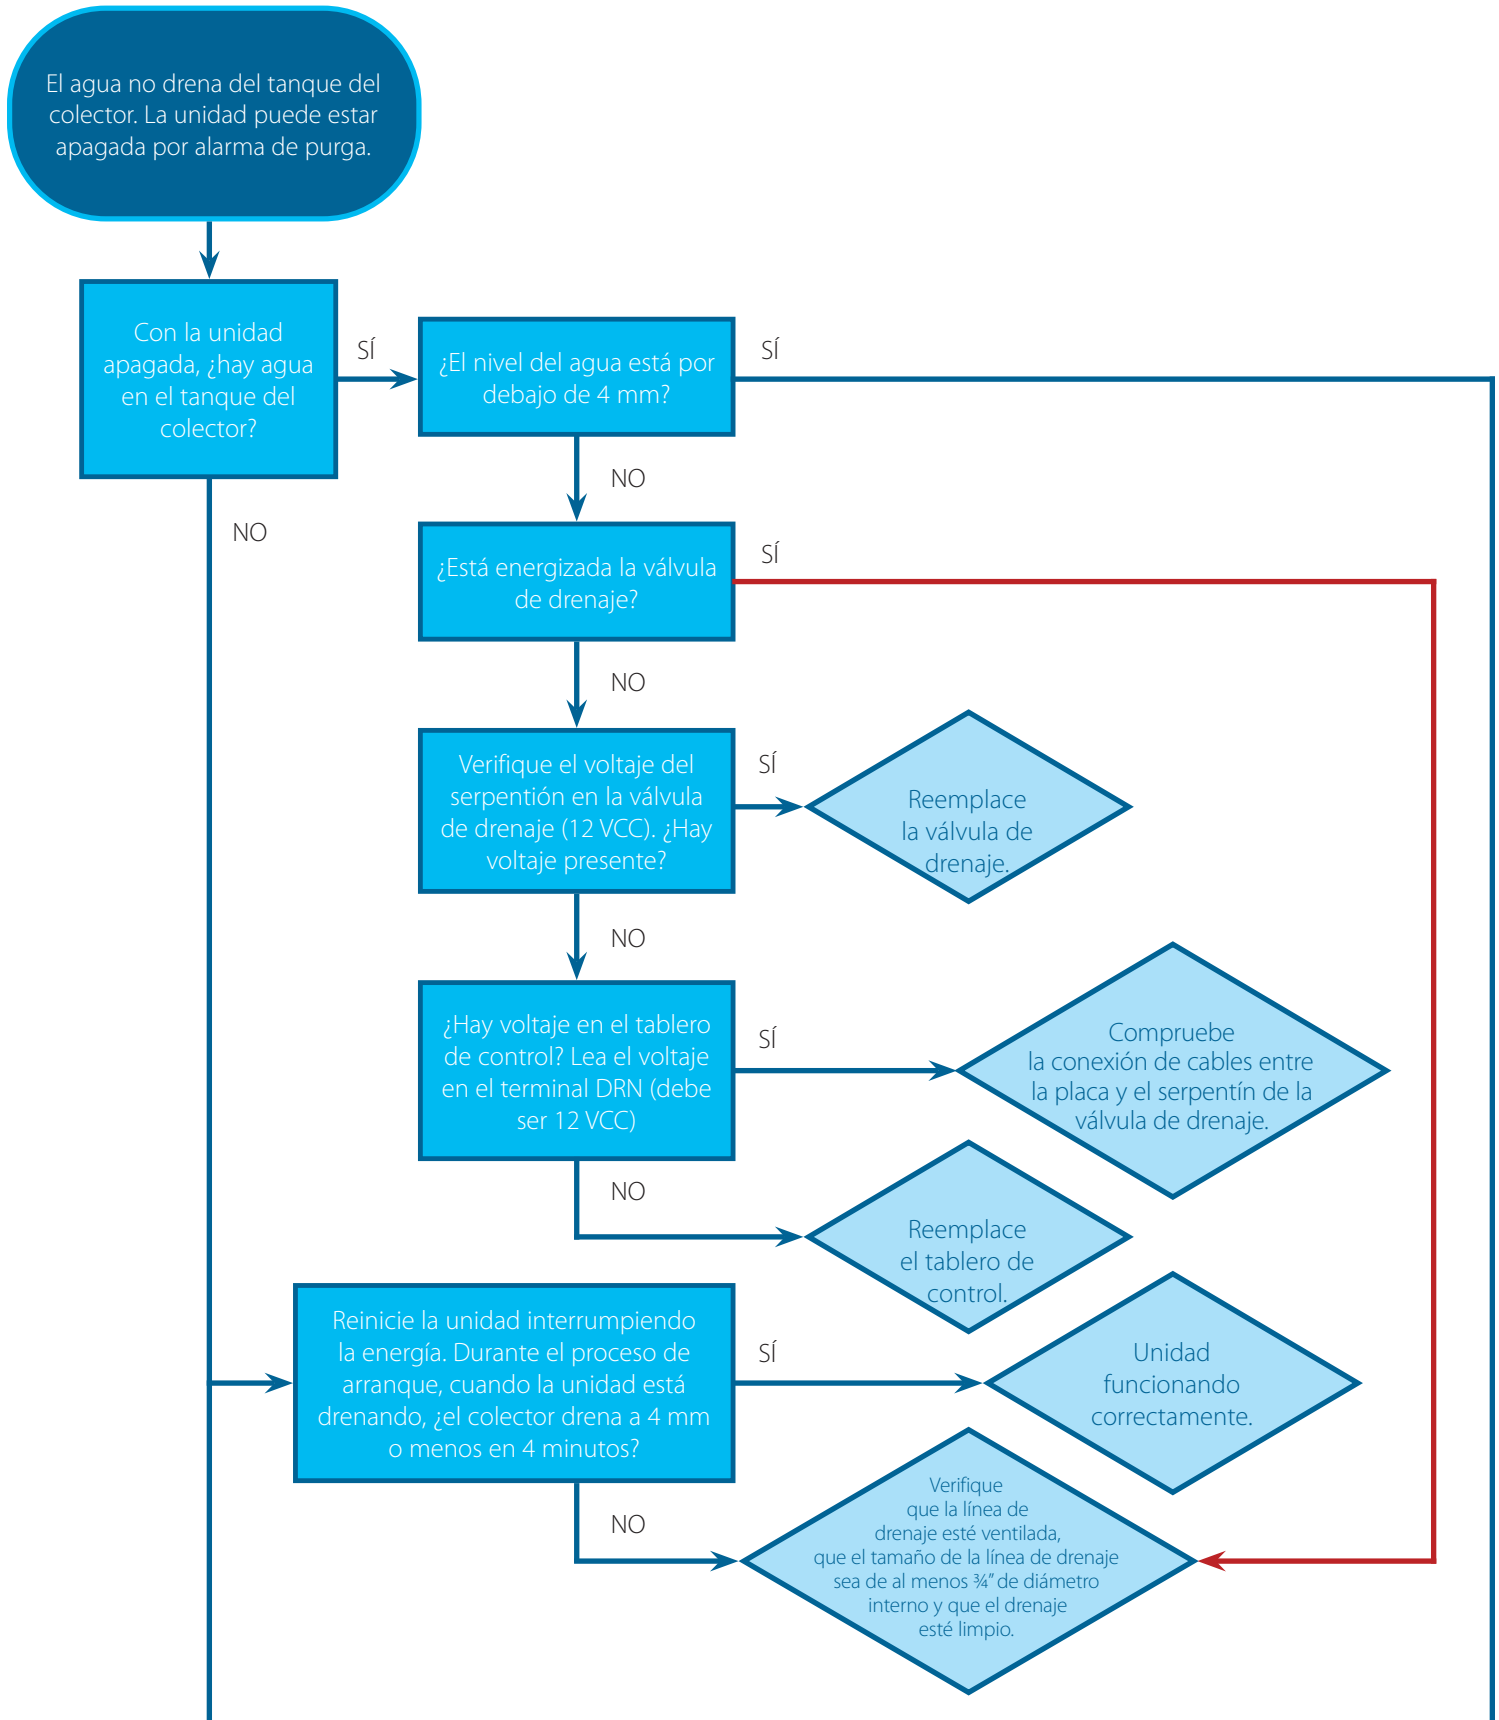 El agua no drena del tanque del
colector. La unidad puede estar
apagada por alarma de purga.
Con la unidad
apagada, ¿hay agua
en el tanque del
colector?
SÍ
¿El nivel del agua está por
debajo de 4 mm?
SÍ
NO
NO
¿Está energizada la válvula
de drenaje?
SÍ
NO
Verifique el voltaje del
serpentión en la válvula
de drenaje (12 VCC). ¿Hay
voltaje presente?
SÍ
Reemplace
la válvula de
drenaje.
NO
¿Hay voltaje en el tablero
de control? Lea el voltaje
en el terminal DRN (debe
ser 12 VCC)
SÍ
Compruebe
la conexión de cables entre
la placa y el serpentín de la
válvula de drenaje.
NO
Reemplace
el tablero de
control.
Reinicie la unidad interrumpiendo
la energía. Durante el proceso de
arranque, cuando la unidad está
drenando, ¿el colector drena a 4 mm
o menos en 4 minutos?
SÍ
Unidad
funcionando
correctamente.
NO
Verifique
que la línea de
drenaje esté ventilada,
que el tamaño de la línea de drenaje
sea de al menos ¾” de diámetro
interno y que el drenaje
esté limpio.